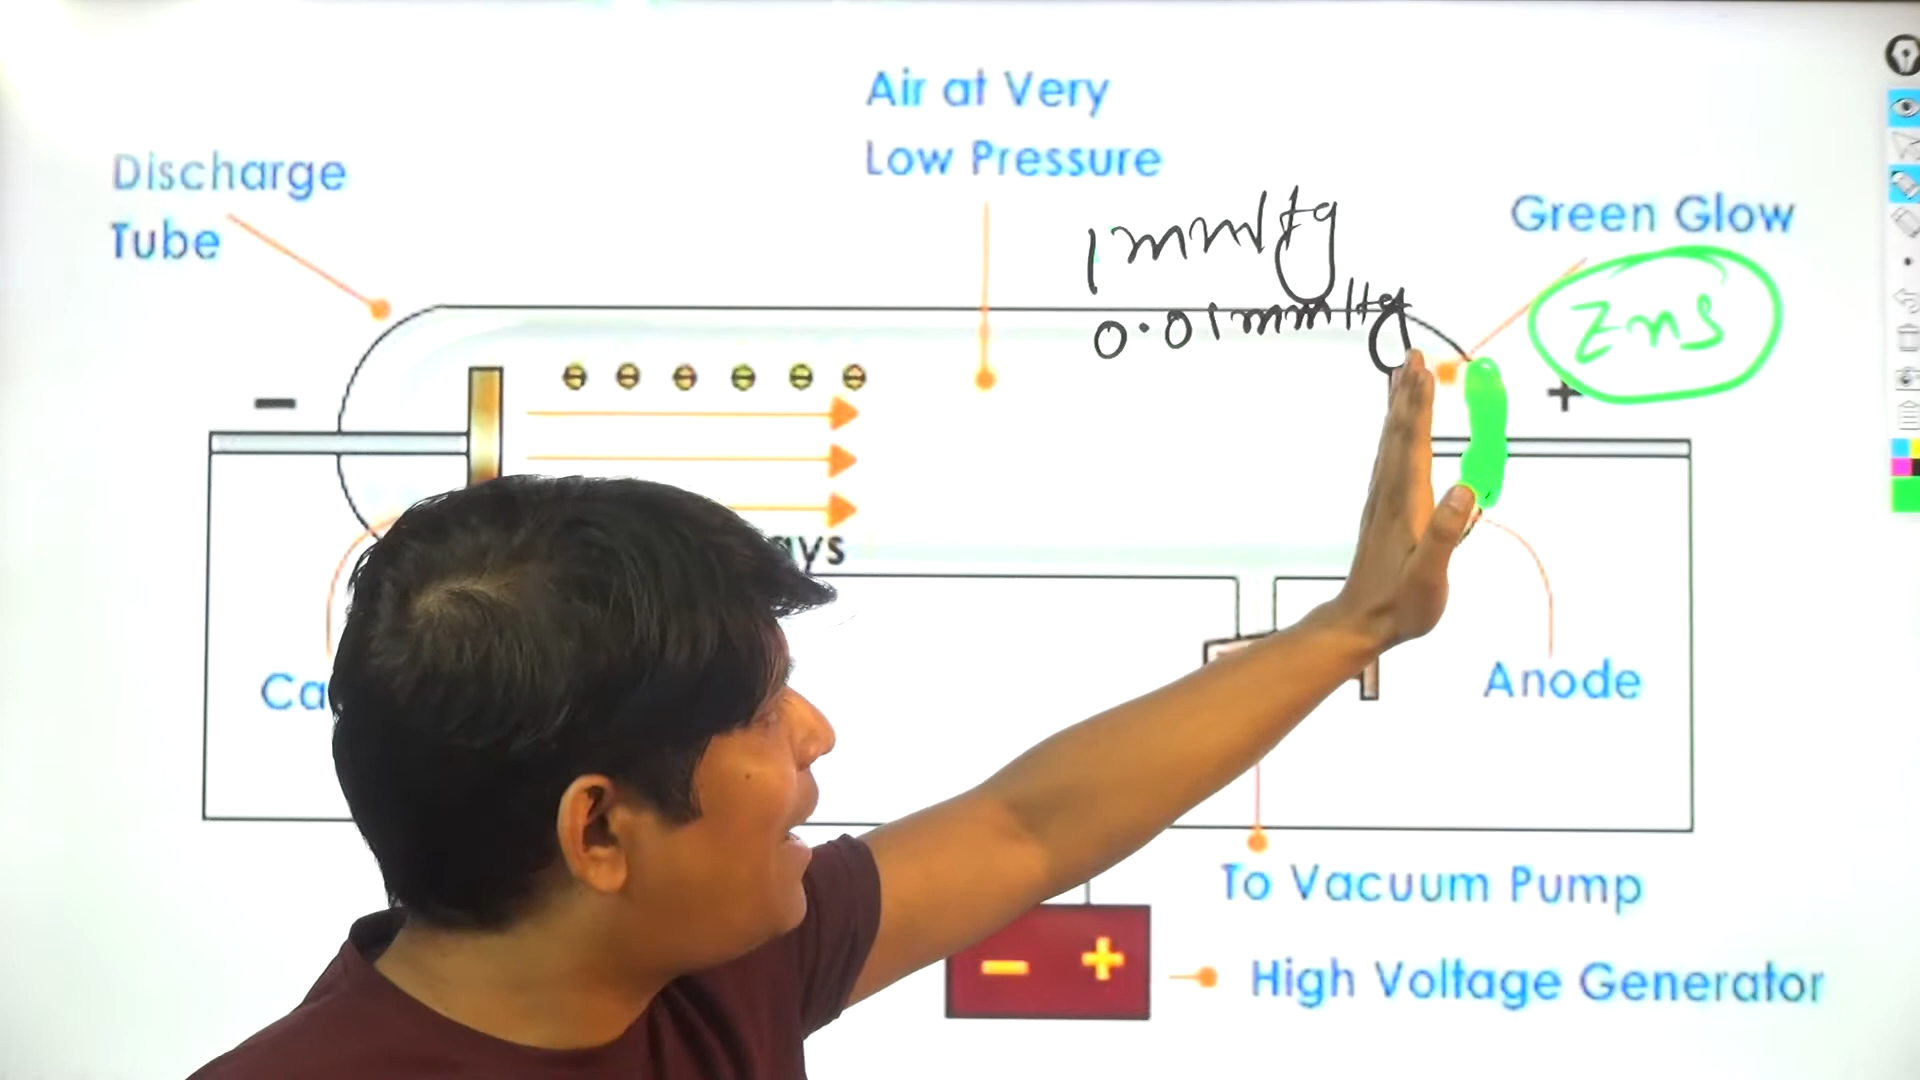 Air at Very
Low Pressure
Discharge
Tube
Green Glow
1mmHg
0.01mmHg
ZnS
−
+
Anode
To Vacuum Pump
− +
High Voltage Generator